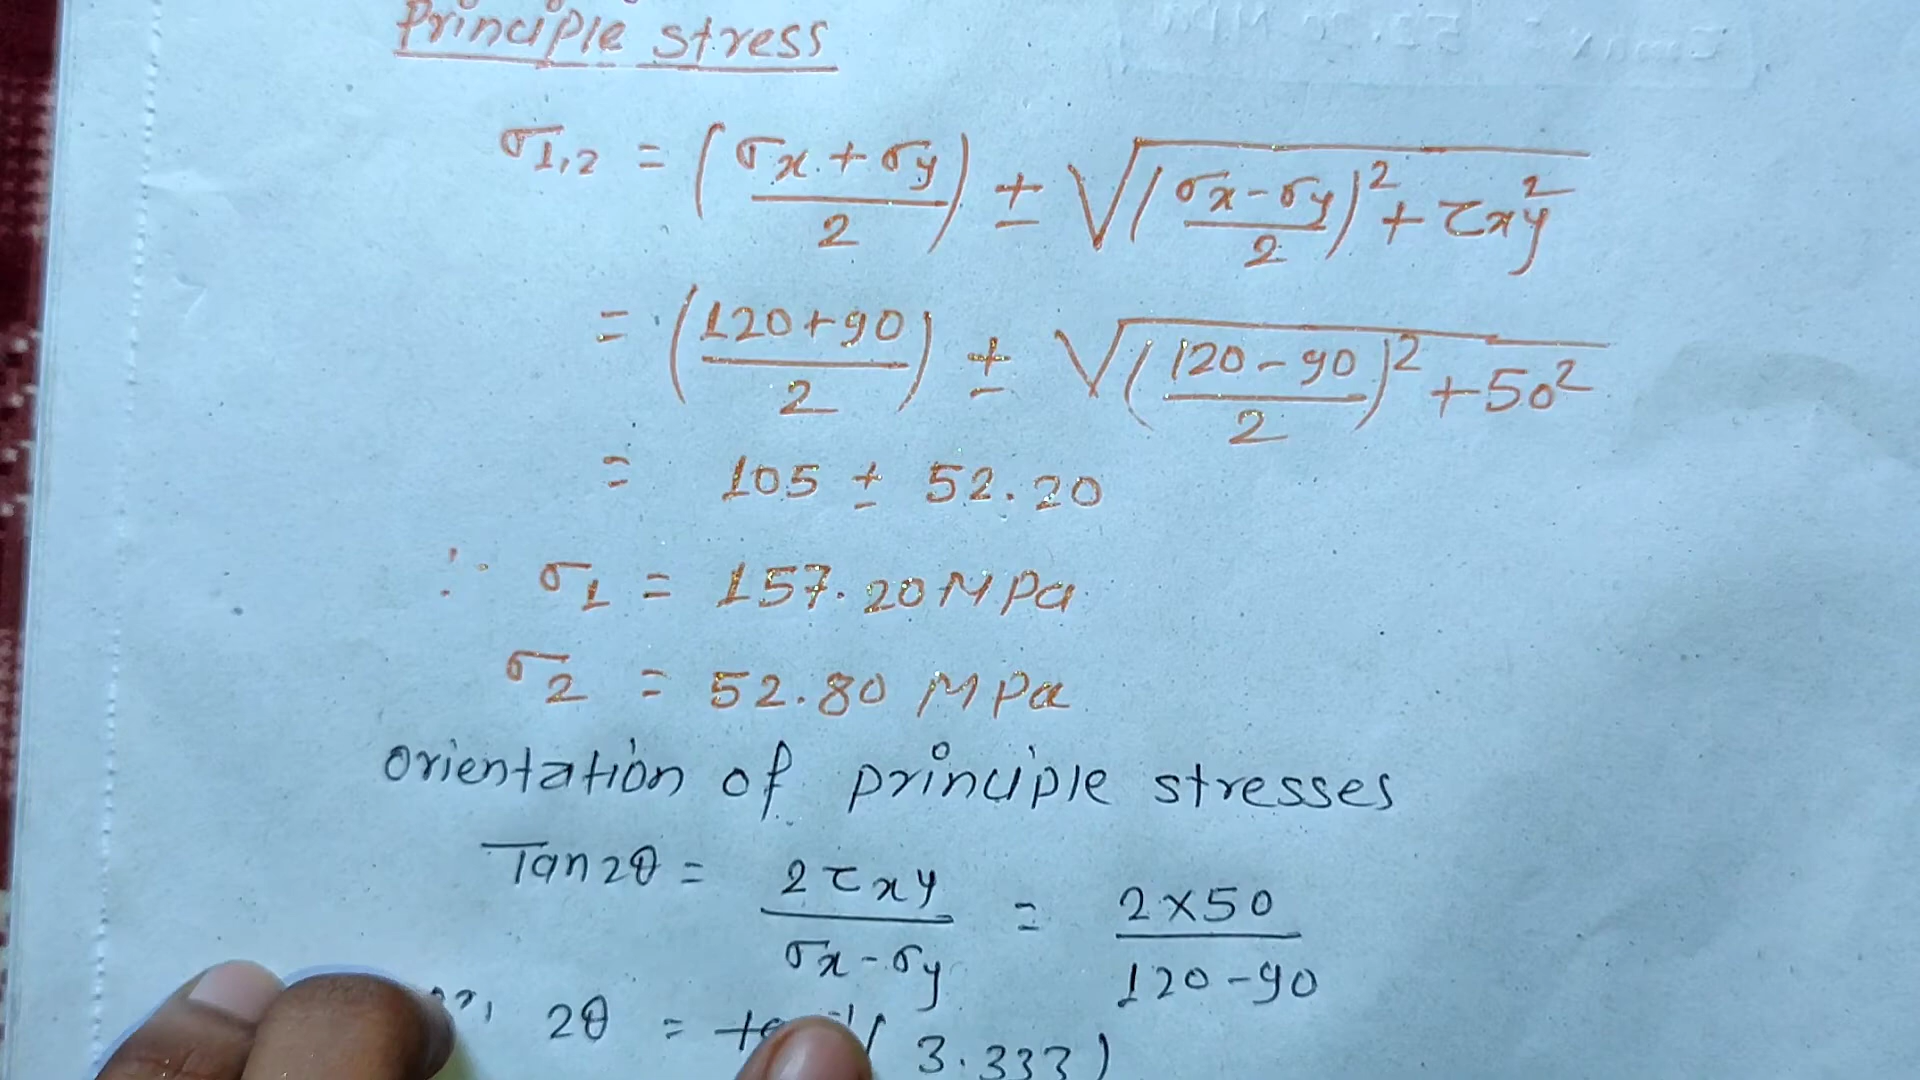 Principle stress
σ1,2 = (σx + σy / 2) ± √((σx - σy / 2)² + τxy²)
= (120+90 / 2) ± √((120-90 / 2)² + 50²)
= 105 ± 52.20
∴ σ1 = 157.20 MPa
σ2 = 52.80 MPa
Orientation of principle stresses
Tan2θ = 2τxy / σx-σy = 2×50 / 120-90
2θ = (3.333)